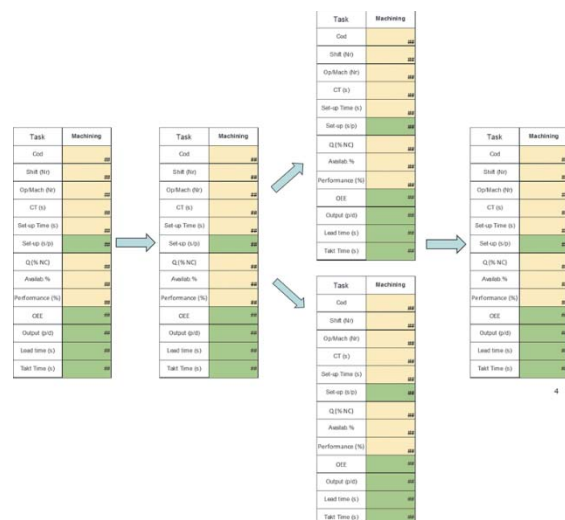 Task Machining
Cod ##
Shift (Nr) ##
Op/Mach (Nr) ##
CT (s) ##
Set-up Time (s) ##
Set-up (s/p) ##
Q (% NC) ##
Availab % ##
Performance (%) ##
OEE ##
Output (p/d) ##
Lead time (s) ##
Takt Time (s) ##
Task Machining
Cod ##
Shift (Nr) ##
Op/Mach (Nr) ##
CT (s) ##
Set-up Time (s) ##
Set-up (s/p) ##
Q (% NC) ##
Availab % ##
Performance (%) ##
OEE ##
Output (p/d) ##
Lead time (s) ##
Takt Time (s) ##
Task Machining
Cod ##
Shift (Nr) ##
Op/Mach (Nr) ##
CT (s) ##
Set-up Time (s) ##
Set-up (s/p) ##
Q (% NC) ##
Availab % ##
Performance (%) ##
OEE ##
Output (p/d) ##
Lead time (s) ##
Takt Time (s) ##
Task Machining
Cod ##
Shift (Nr) ##
Op/Mach (Nr) ##
CT (s) ##
Set-up Time (s) ##
Set-up (s/p) ##
Q (% NC) ##
Availab % ##
Performance (%) ##
OEE ##
Output (p/d) ##
Lead time (s) ##
Takt Time (s) ##
Task Machining
Cod ##
Shift (Nr) ##
Op/Mach (Nr) ##
CT (s) ##
Set-up Time (s) ##
Set-up (s/p) ##
Q (% NC) ##
Availab % ##
Performance (%) ##
OEE ##
Output (p/d) ##
Lead time (s) ##
Takt Time (s) ##
4